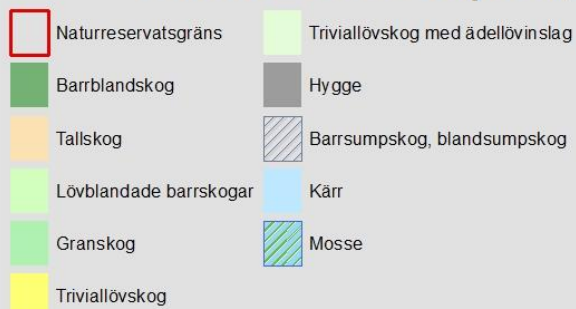 Naturreservatsgräns
Barrblandskog
Tallskog
Lövblandade barrskogar
Granskog
Triviallövskog
Triviallövskog med ädellövinslag
Hygge
Barrsumpskog, blandsumpskog
Kärr
Mosse